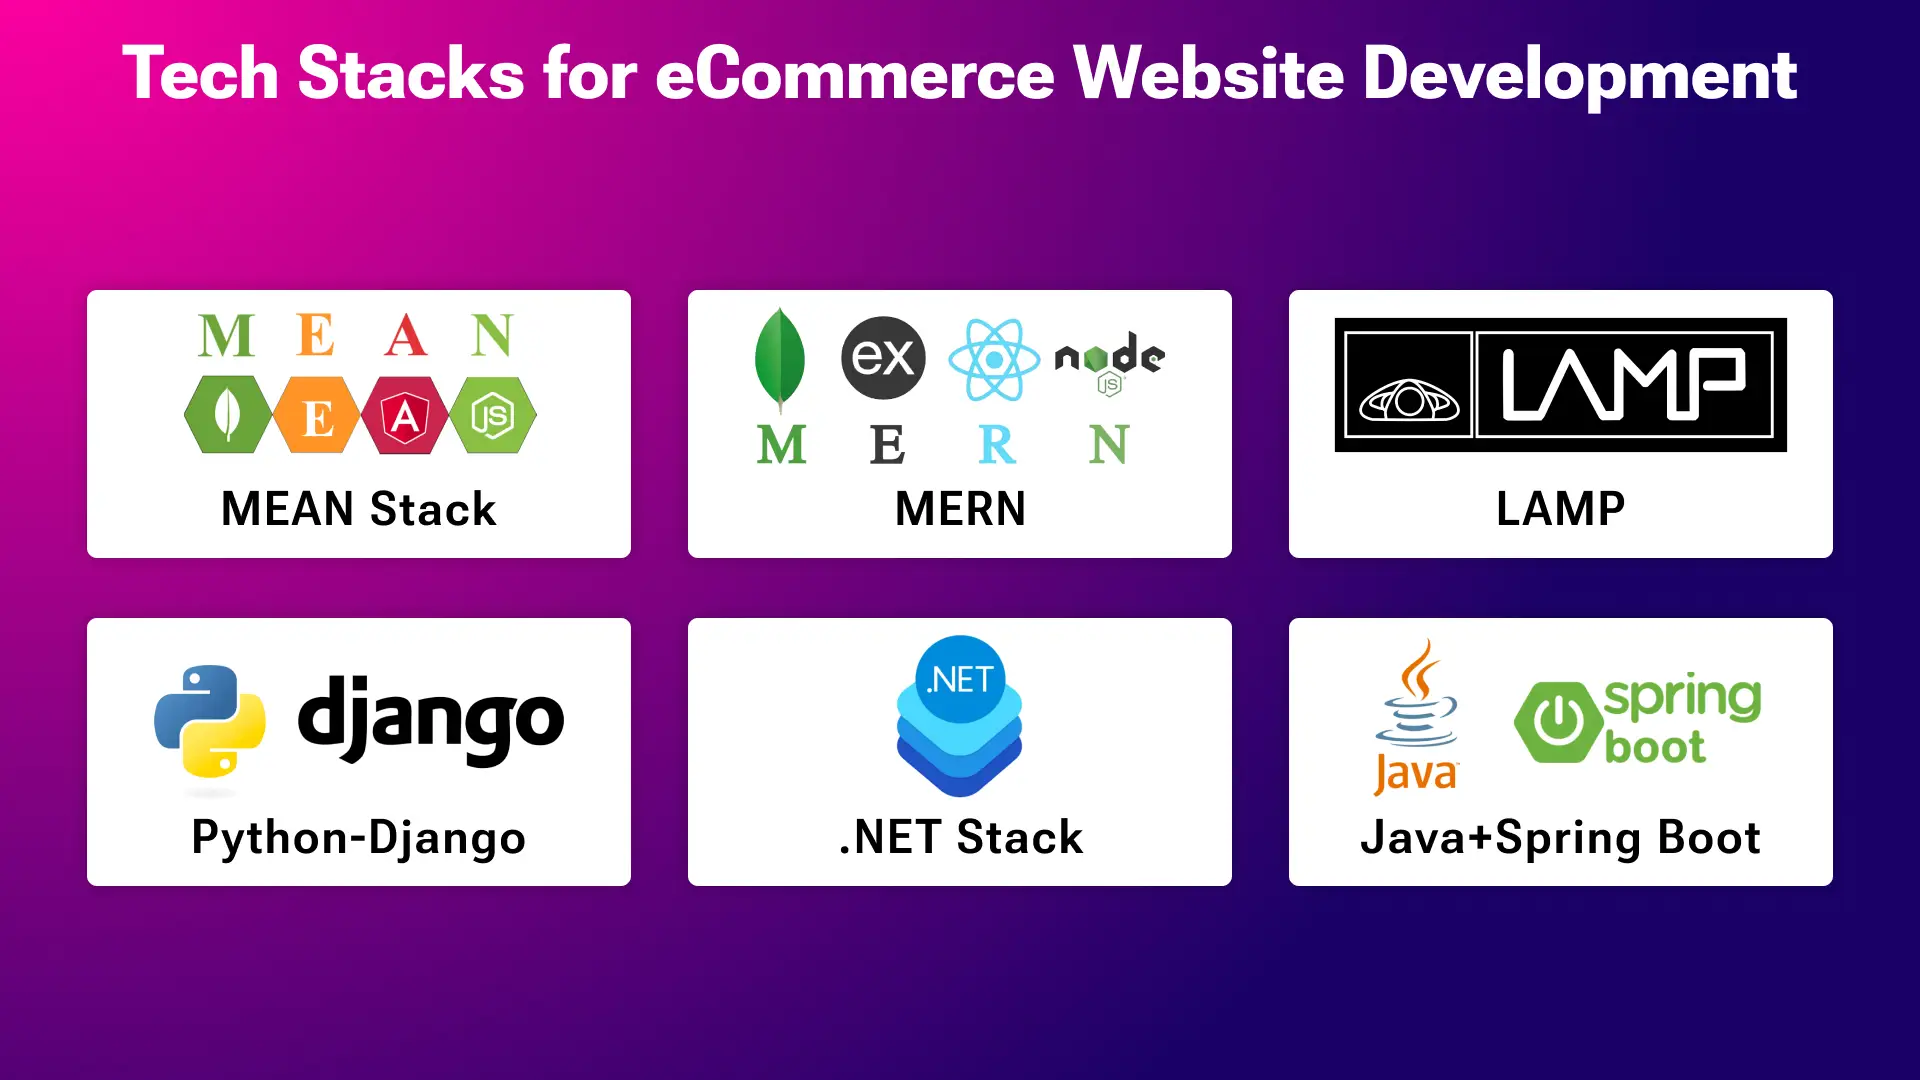 Tech Stacks for eCommerce Website Development
M E A N
E A JS
MEAN Stack
ex node
JS
M E R N
MERN
LAMP
LAMP
django
Python-Django
.NET
.NET Stack
Java
spring
boot
Java+Spring Boot